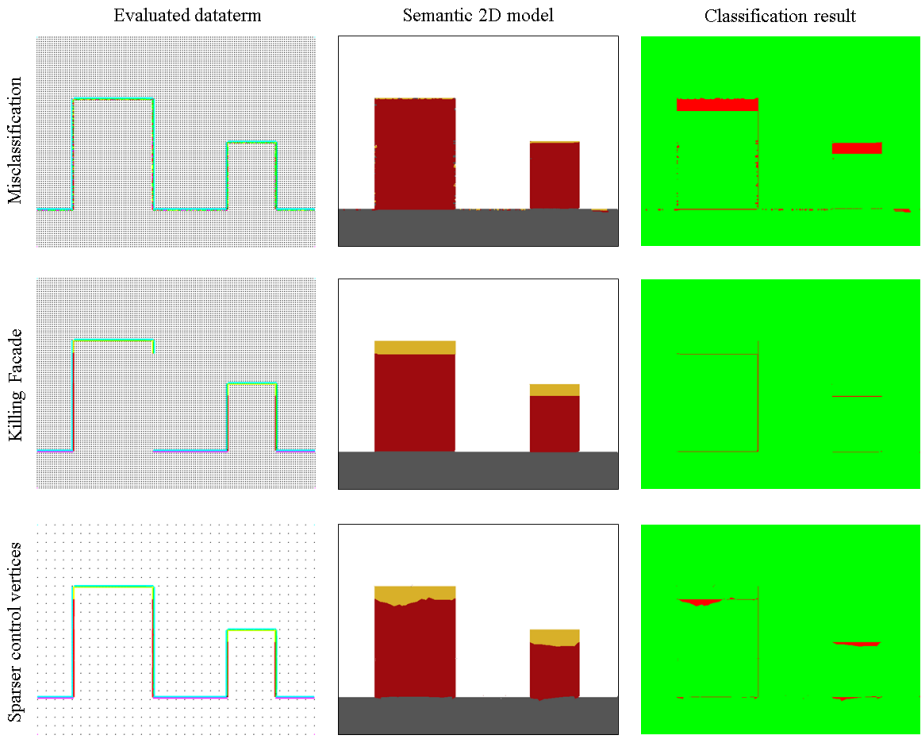 Evaluated dataterm
Semantic 2D model
Classification result
Misclassification
Killing Facade
Sparser control vertices